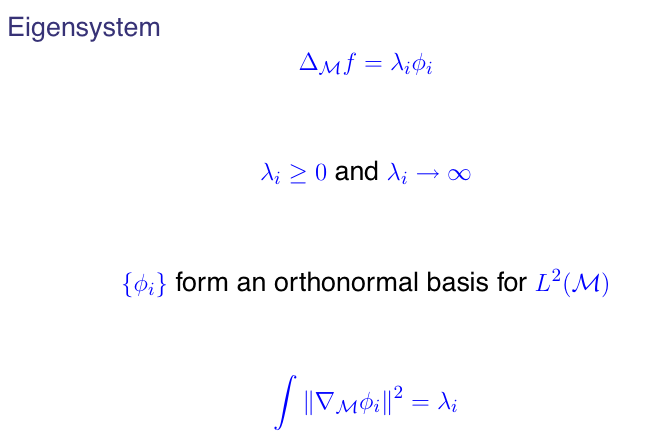 Eigensystem
Δ_ℳ f = λ_i ϕ_i
λ_i ≥ 0 and λ_i → ∞
{ϕ_i} form an orthonormal basis for L²(ℳ)
∫ ‖∇_ℳ ϕ_i‖² = λ_i